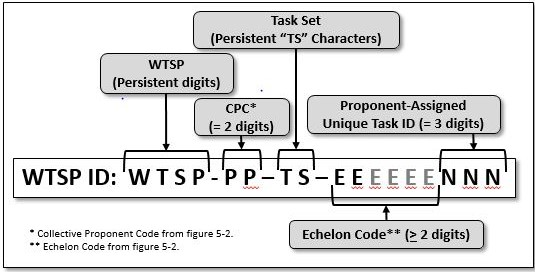 Task Set
(Persistent “TS” Characters)
WTSP
(Persistent digits)
CPC*
(= 2 digits)
Proponent-Assigned
Unique Task ID (= 3 digits)
WTSP ID: W T S P - P P – T S – E E E E E E N N N
* Collective Proponent Code from figure 5-2.
** Echelon Code from figure 5-2.
Echelon Code** (≥ 2 digits)